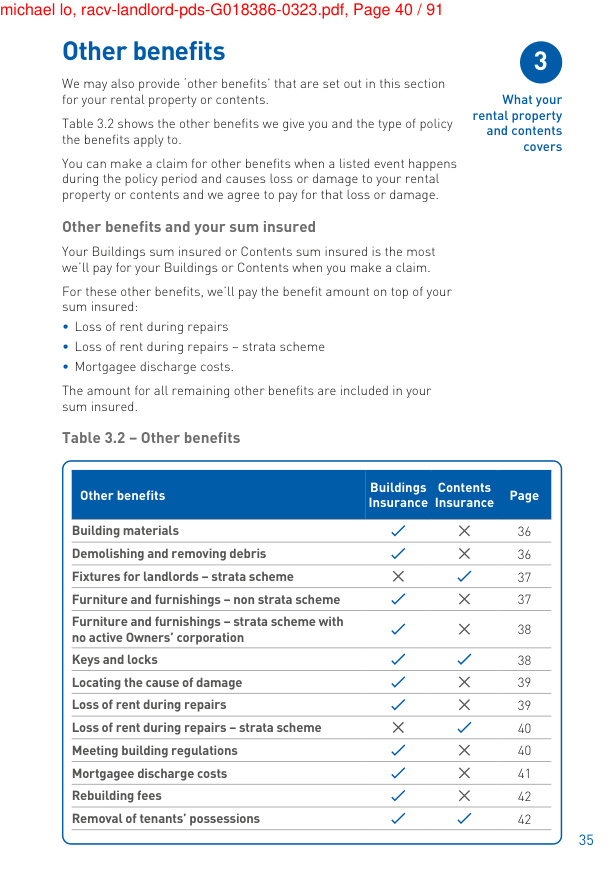 michael lo, racv-landlord-pds-G018386-0323.pdf, Page 40 / 91
Other benefits
3
What your
rental property
and contents
covers
We may also provide ‘other benefits’ that are set out in this section
for your rental property or contents.
Table 3.2 shows the other benefits we give you and the type of policy
the benefits apply to.
You can make a claim for other benefits when a listed event happens
during the policy period and causes loss or damage to your rental
property or contents and we agree to pay for that loss or damage.
Other benefits and your sum insured
Your Buildings sum insured or Contents sum insured is the most
we’ll pay for your Buildings or Contents when you make a claim.
For these other benefits, we’ll pay the benefit amount on top of your
sum insured:
• Loss of rent during repairs
• Loss of rent during repairs – strata scheme
• Mortgagee discharge costs.
The amount for all remaining other benefits are included in your
sum insured.
Table 3.2 – Other benefits
Other benefits Buildings Insurance Contents Insurance Page
Building materials ✓ ✕ 36
Demolishing and removing debris ✓ ✕ 36
Fixtures for landlords – strata scheme ✕ ✓ 37
Furniture and furnishings – non strata scheme ✓ ✕ 37
Furniture and furnishings – strata scheme with
no active Owners’ corporation ✓ ✕ 38
Keys and locks ✓ ✓ 38
Locating the cause of damage ✓ ✕ 39
Loss of rent during repairs ✓ ✕ 39
Loss of rent during repairs – strata scheme ✕ ✓ 40
Meeting building regulations ✓ ✕ 40
Mortgagee discharge costs ✓ ✕ 41
Rebuilding fees ✓ ✕ 42
Removal of tenants’ possessions ✓ ✓ 42
35